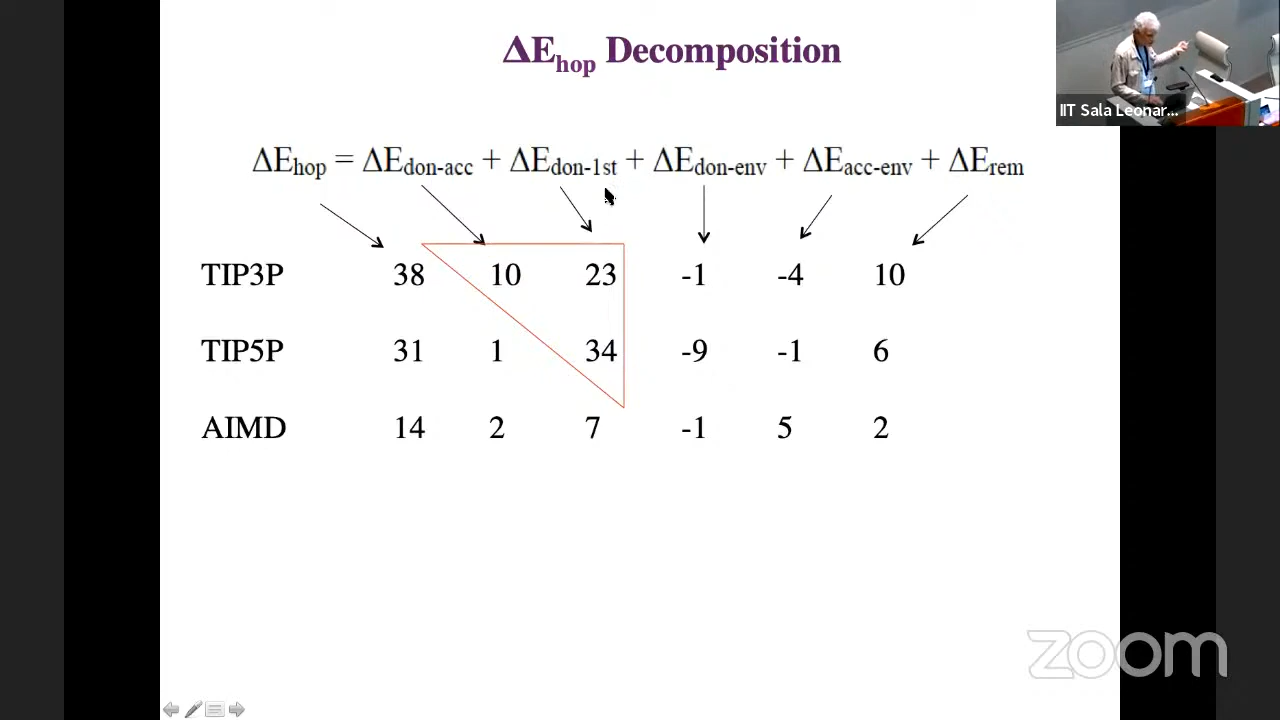 ΔEhop Decomposition
IIT Sala Leonar...
ΔEhop = ΔEdon-acc + ΔEdon-1st + ΔEdon-env + ΔEacc-env + ΔErem
TIP3P 38 10 23 -1 -4 10
TIP5P 31 1 34 -9 -1 6
AIMD 14 2 7 -1 5 2
zoom